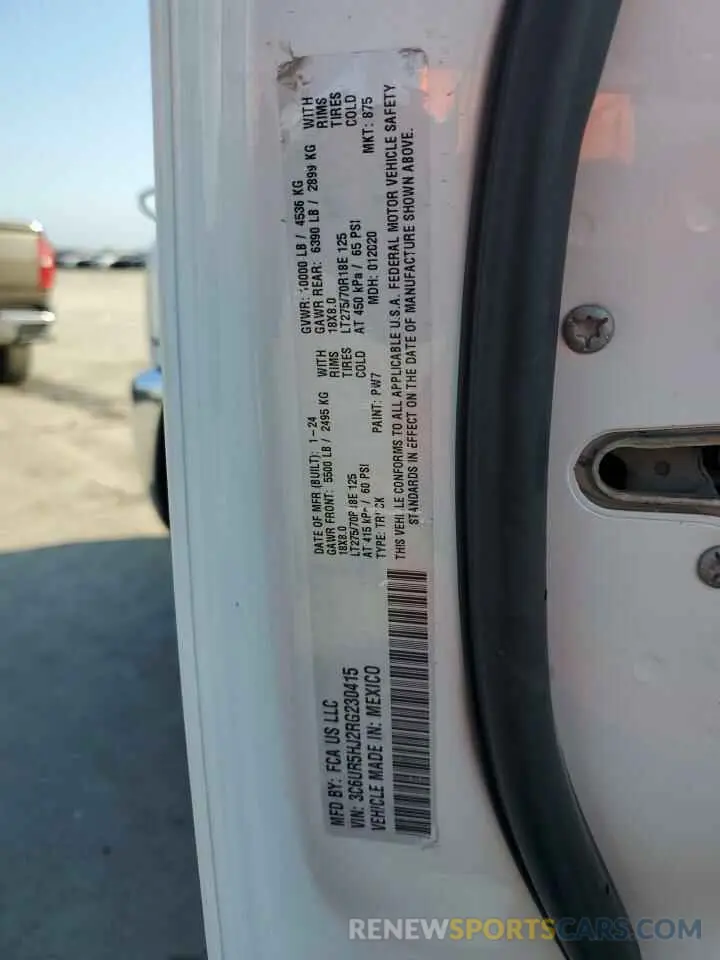 MFD BY: FCA US LLC
VIN: 3C6UR5HJ2RG230415
VEHICLE MADE IN: MEXICO
DATE OF MFR (BUILT): 1-24
GAWR FRONT: 5500 LB / 2495 KG WITH
18X8.0 RIMS
LT275/70R18E 125 TIRES
AT 415 kPa / 60 PSI COLD
TYPE: TRUCK PAINT: PW7
GVWR: 10000 LB / 4536 KG
GAWR REAR: 6390 LB / 2899 KG WITH
18X8.0 RIMS
LT275/70R18E 125 TIRES
AT 450 kPa / 65 PSI COLD
MDH: 012020 MKT: 875
THIS VEHICLE CONFORMS TO ALL APPLICABLE U.S.A. FEDERAL MOTOR VEHICLE SAFETY
STANDARDS IN EFFECT ON THE DATE OF MANUFACTURE SHOWN ABOVE.
RENEWSPORTSCARS.COM